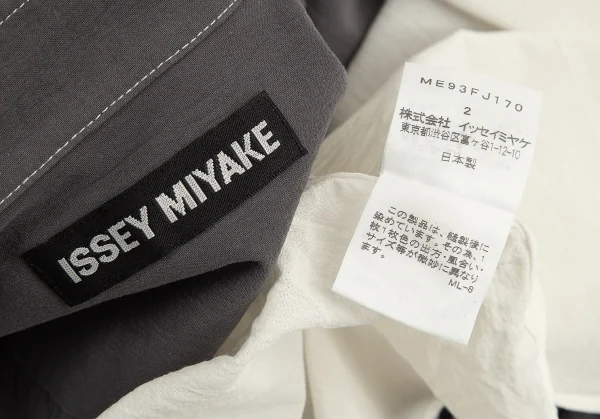 ISSEY MIYAKE
ME93FJ170
2
株式会社 イッセイミヤケ
東京都渋谷区富ヶ谷1-12-10
日本製
この製品は、縫製後に
染めています。その為、1
枚1枚色の出方・風合い・
サイズ等が微妙に異なり
ます。
ML-8